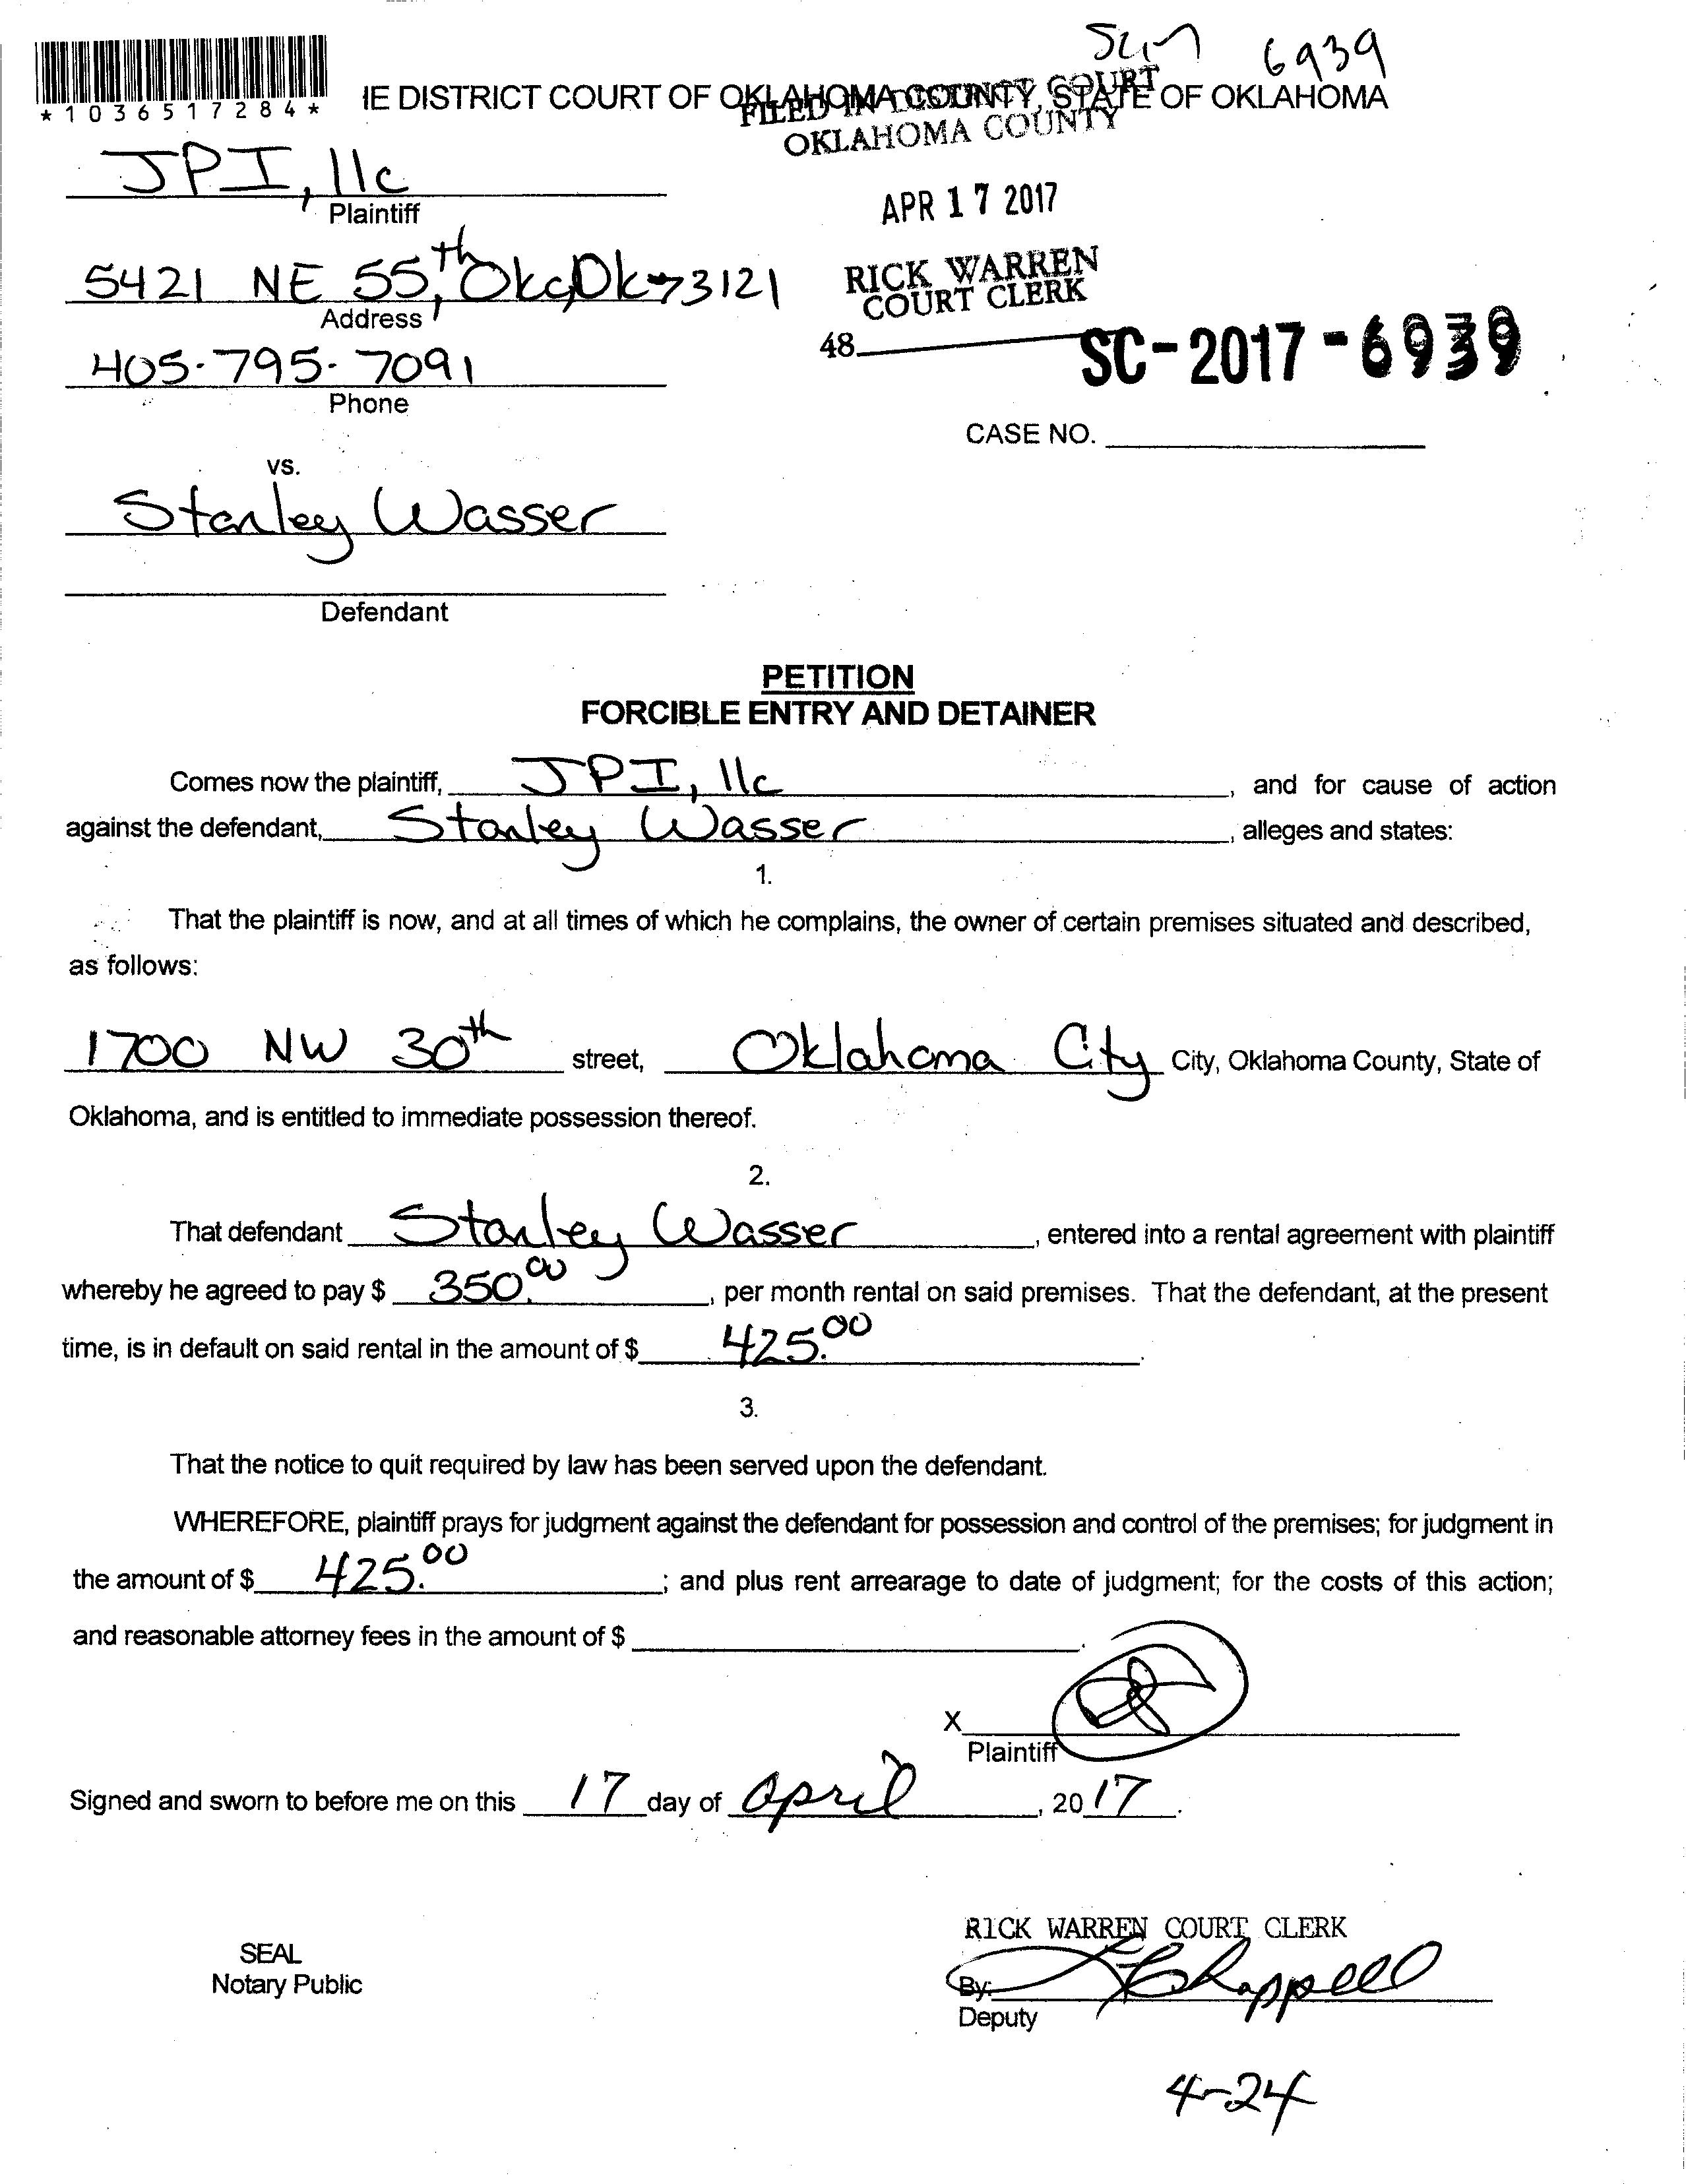 6939
*1036517284*
IE DISTRICT COURT OF OKLAHOMA COUNTY, STATE OF OKLAHOMA
FILED IN DISTRICT COURT
OKLAHOMA COUNTY
JPI, llc
Plaintiff
APR 17 2017
5421 NE 55th, Okc, Ok 73121
Address
RICK WARREN
COURT CLERK
405-795-7091
Phone
48
SC-2017-6939
CASE NO.
vs.
Stanley Wasser
Defendant
PETITION
FORCIBLE ENTRY AND DETAINER
Comes now the plaintiff, JPI, llc, and for cause of action
against the defendant, Stanley Wasser, alleges and states:
1.
That the plaintiff is now, and at all times of which he complains, the owner of certain premises situated and described,
as follows:
1700 NW 30th street, Oklahoma City City, Oklahoma County, State of
Oklahoma, and is entitled to immediate possession thereof.
2.
That defendant Stanley Wasser, entered into a rental agreement with plaintiff
whereby he agreed to pay $ 350.00, per month rental on said premises. That the defendant, at the present
time, is in default on said rental in the amount of $ 425.00.
3.
That the notice to quit required by law has been served upon the defendant.
WHEREFORE, plaintiff prays for judgment against the defendant for possession and control of the premises; for judgment in
the amount of $ 425.00; and plus rent arrearage to date of judgment; for the costs of this action;
and reasonable attorney fees in the amount of $ .
X
Plaintiff
Signed and sworn to before me on this 17 day of April, 2017.
SEAL
Notary Public
RICK WARREN COURT CLERK
By: Chappell
Deputy
4-24